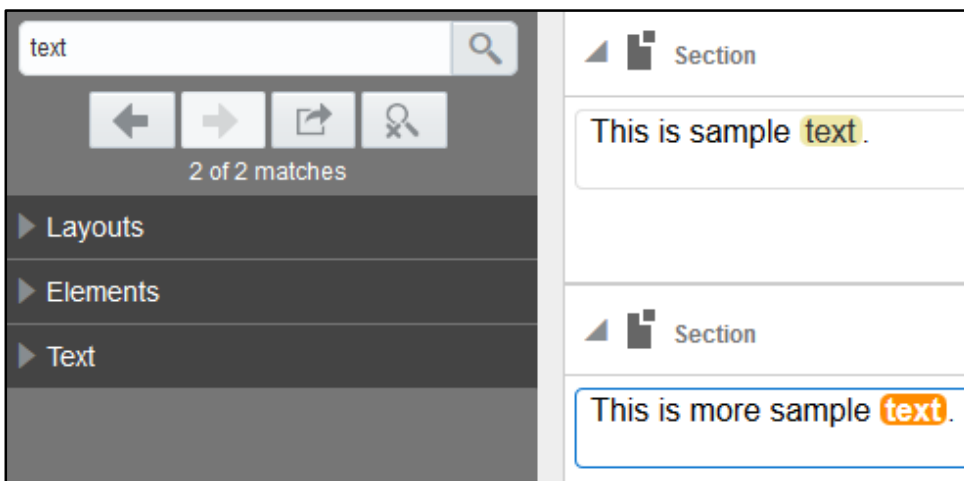 text
2 of 2 matches
Layouts
Elements
Text
Section
This is sample text.
Section
This is more sample text.